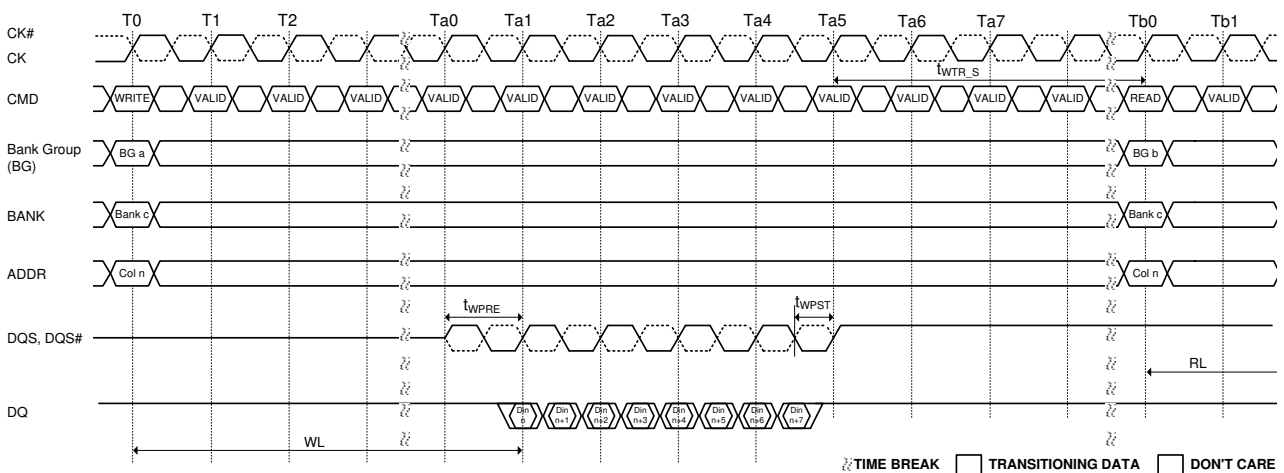 T0 T1 T2 Ta0 Ta1 Ta2 Ta3 Ta4 Ta5 Ta6 Ta7 Tb0 Tb1
CK#
CK
tWTR_S
CMD WRITE VALID VALID VALID VALID VALID VALID VALID VALID VALID VALID VALID VALID READ VALID
Bank Group
(BG)
BG a BG b
BANK Bank c Bank c
ADDR Col n Col n
tWPRE tWPST
DQS, DQS#
RL
DQ
Din n Din n+1 Din n+2 Din n+3 Din n+4 Din n+5 Din n+6 Din n+7
WL
TIME BREAK TRANSITIONING DATA DON'T CARE